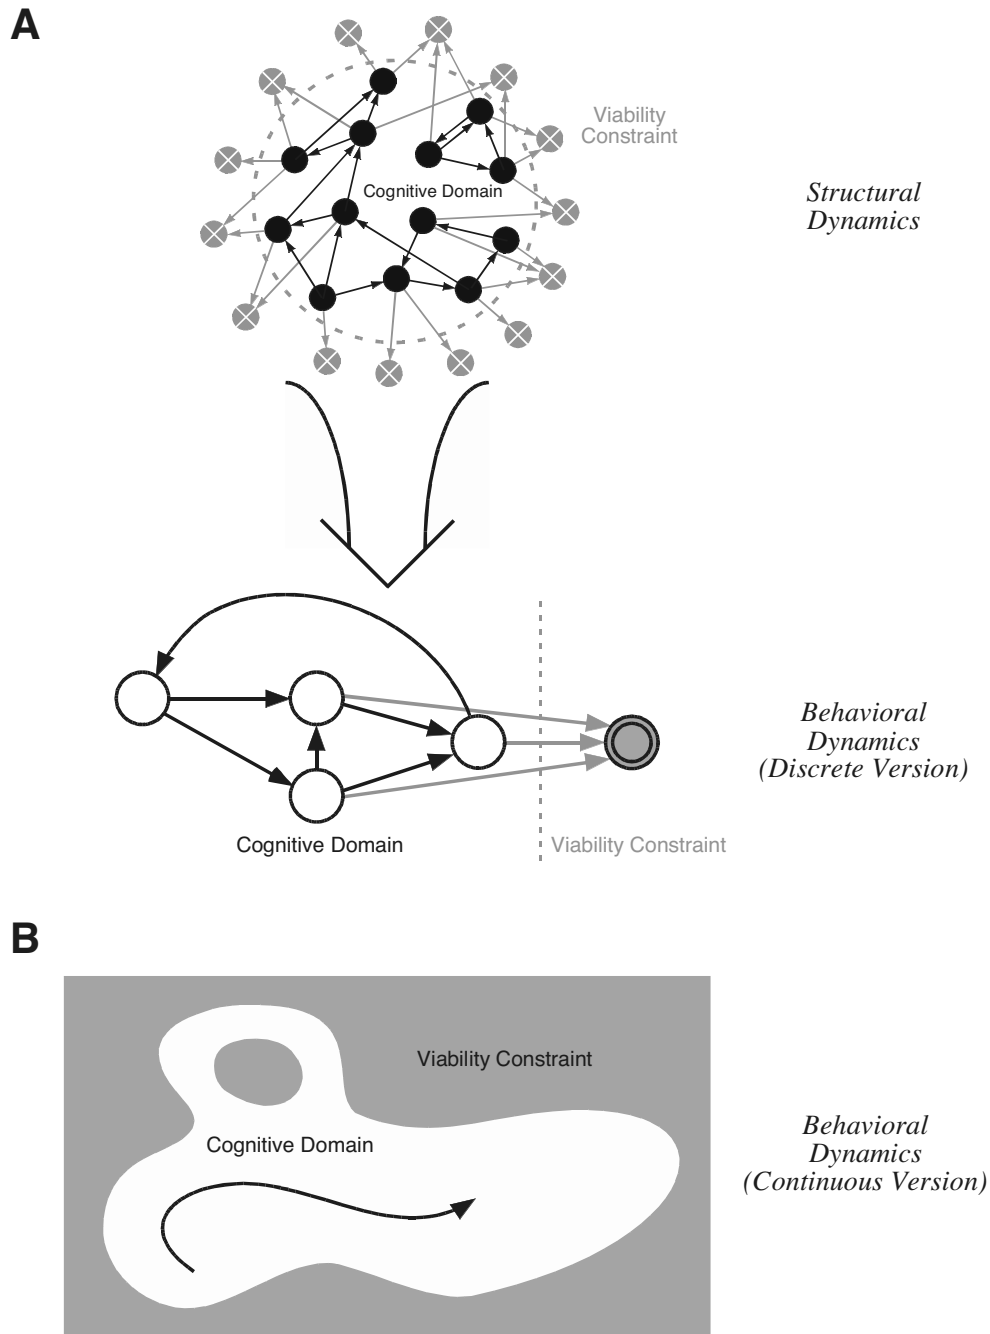 A
Viability
Constraint
Cognitive Domain
Structural
Dynamics
Behavioral
Dynamics
(Discrete Version)
Cognitive Domain
Viability Constraint
B
Viability Constraint
Cognitive Domain
Behavioral
Dynamics
(Continuous Version)